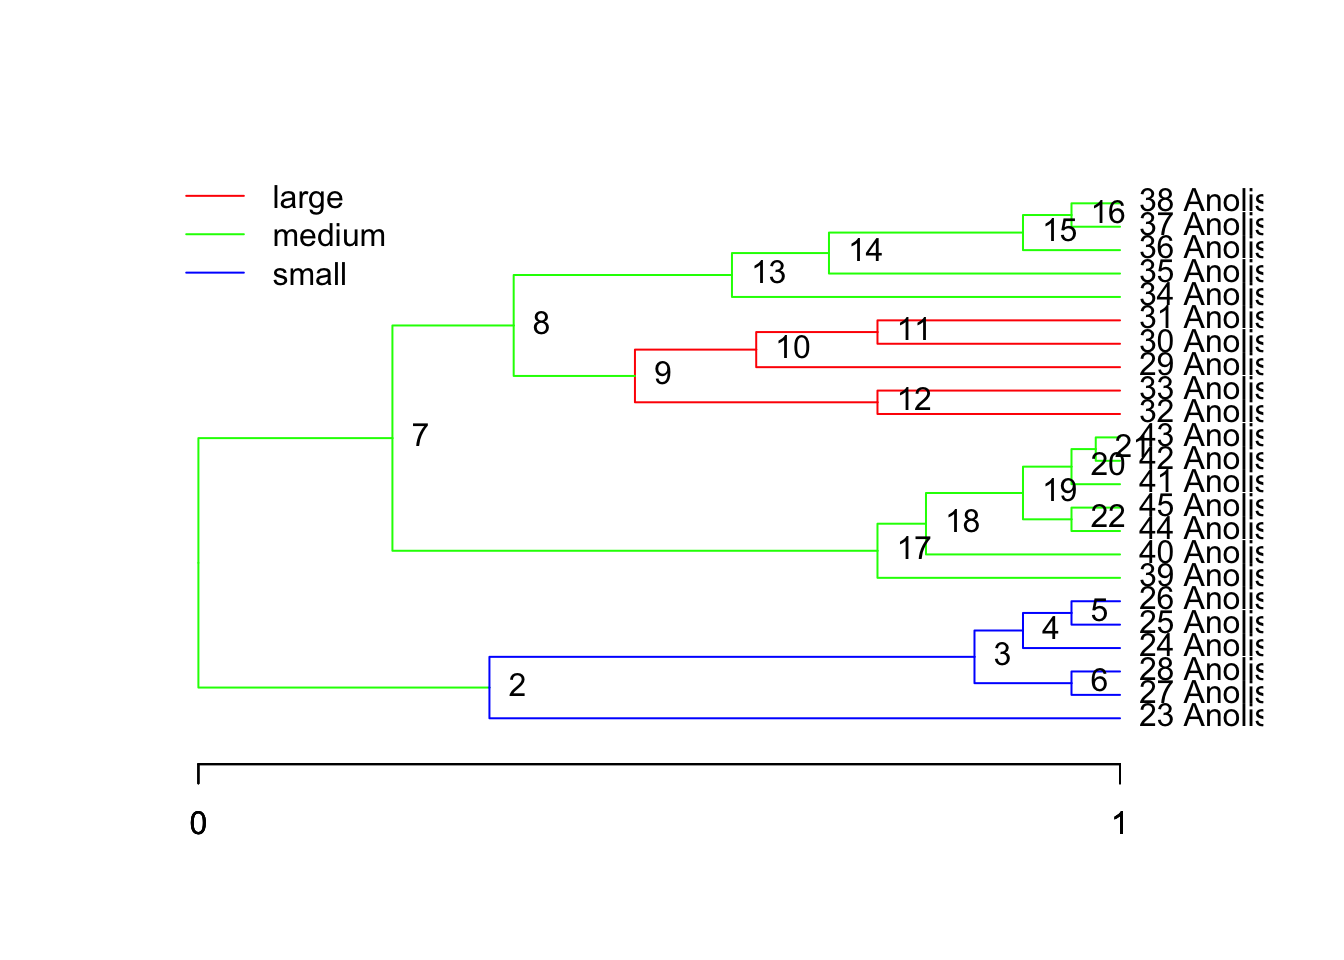 large
medium
small
38 Anolis
16
37 Anolis
15
36 Anolis
14
35 Anolis
13
34 Anolis
31 Anolis
8
11
30 Anolis
10
29 Anolis
9
33 Anolis
12
32 Anolis
7
43 Anolis
21
42 Anolis
20
41 Anolis
19
45 Anolis
22
18
44 Anolis
17
40 Anolis
39 Anolis
26 Anolis
5
25 Anolis
4
24 Anolis
3
28 Anolis
6
2
27 Anolis
23 Anolis
0 1